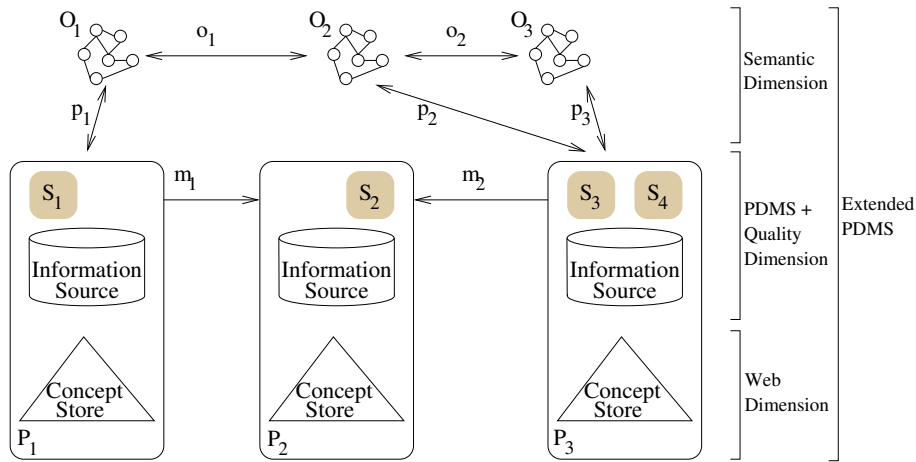 O1 o1 O2 o2 O3
Semantic
Dimension
p1 p2 p3
m1 m2
S1 S2 S3 S4
PDMS +
Quality
Dimension
Extended
PDMS
Information
Source
Information
Source
Information
Source
Concept
Store
Concept
Store
Concept
Store
Web
Dimension
P1 P2 P3